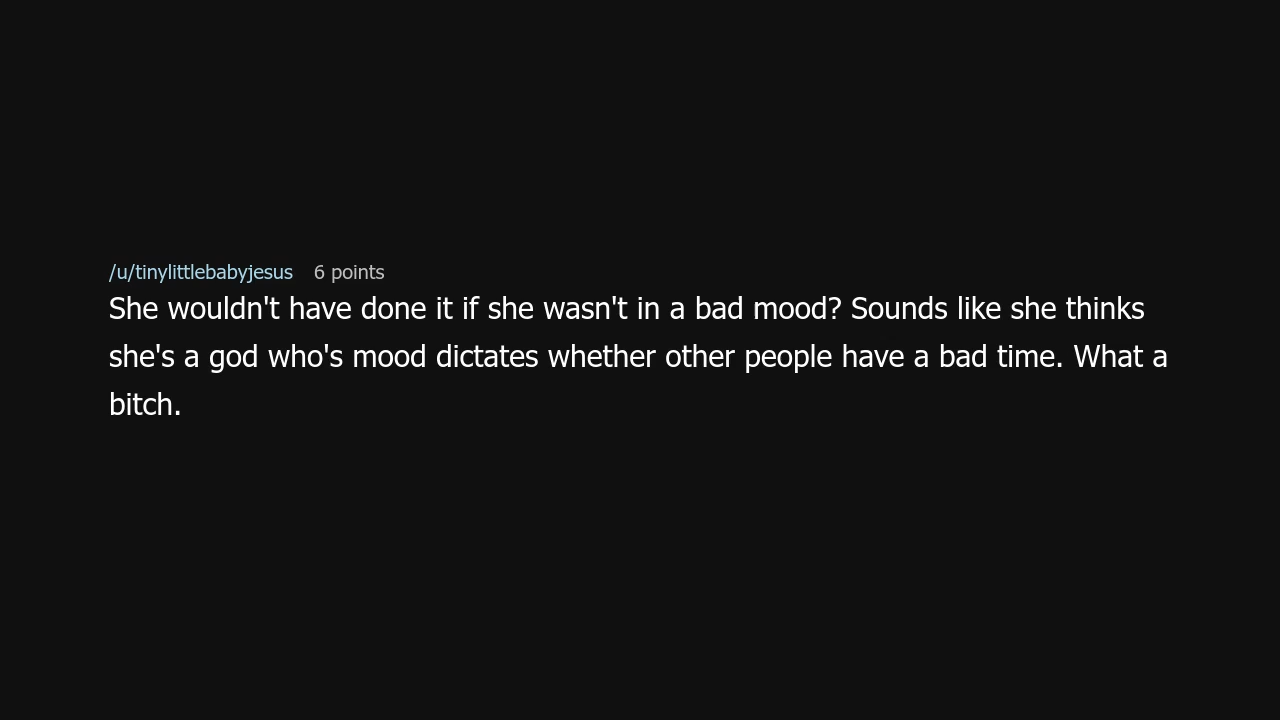 /u/tinylittlebabyjesus 6 points
She wouldn't have done it if she wasn't in a bad mood? Sounds like she thinks
she's a god who's mood dictates whether other people have a bad time. What a
bitch.